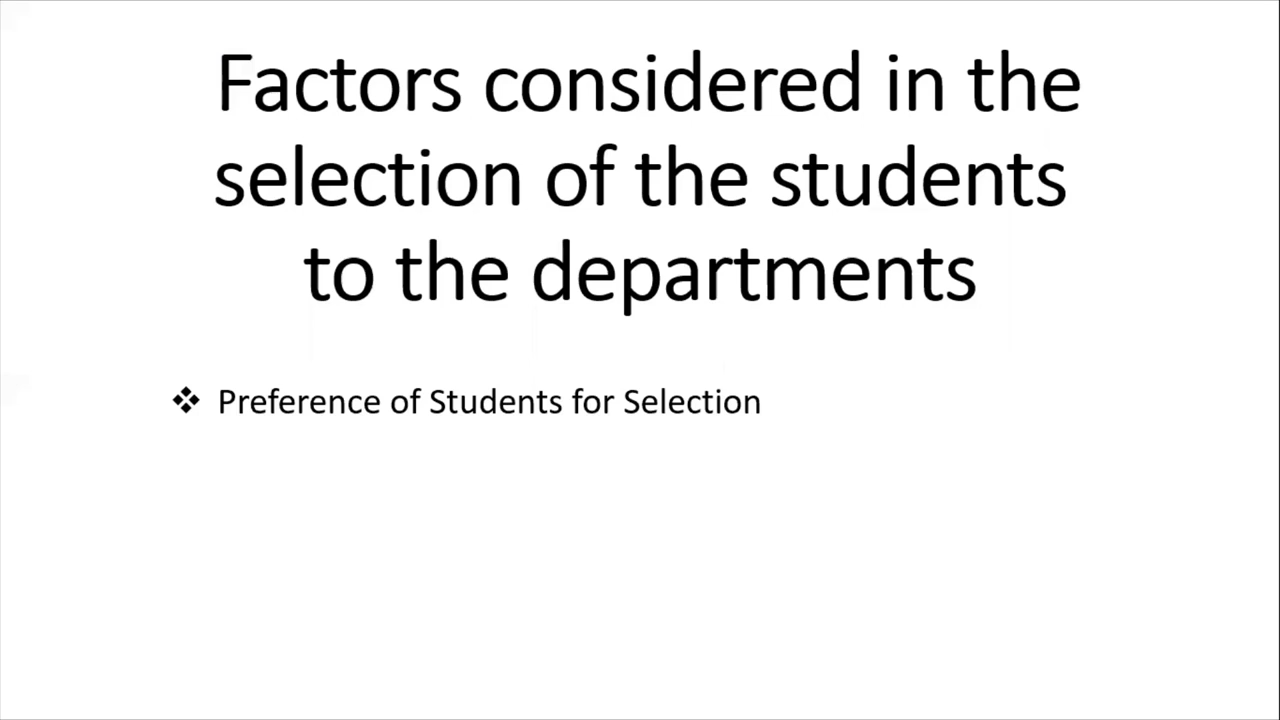 Factors considered in the
selection of the students
to the departments
❖ Preference of Students for Selection